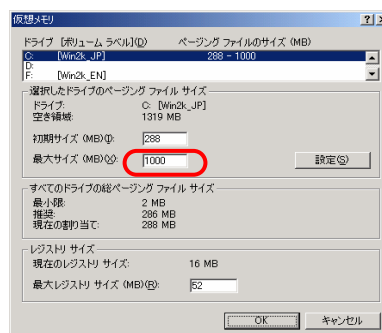 仮想メモリ
ドライブ [ボリューム ラベル](D) ページング ファイルのサイズ (MB)
C: [Win2k_JP] 288 - 1000
D:
F: [Win2k_EN]
選択したドライブのページング ファイル サイズ
ドライブ: C: [Win2k_JP]
空き領域: 1319 MB
初期サイズ (MB)(I): 288
最大サイズ (MB)(X): 1000 設定(S)
すべてのドライブの総ページング ファイル サイズ
最小限: 2 MB
推奨: 286 MB
現在の割り当て: 288 MB
レジストリ サイズ
現在のレジストリ サイズ: 16 MB
最大レジストリ サイズ (MB)(R): 52
OK キャンセル